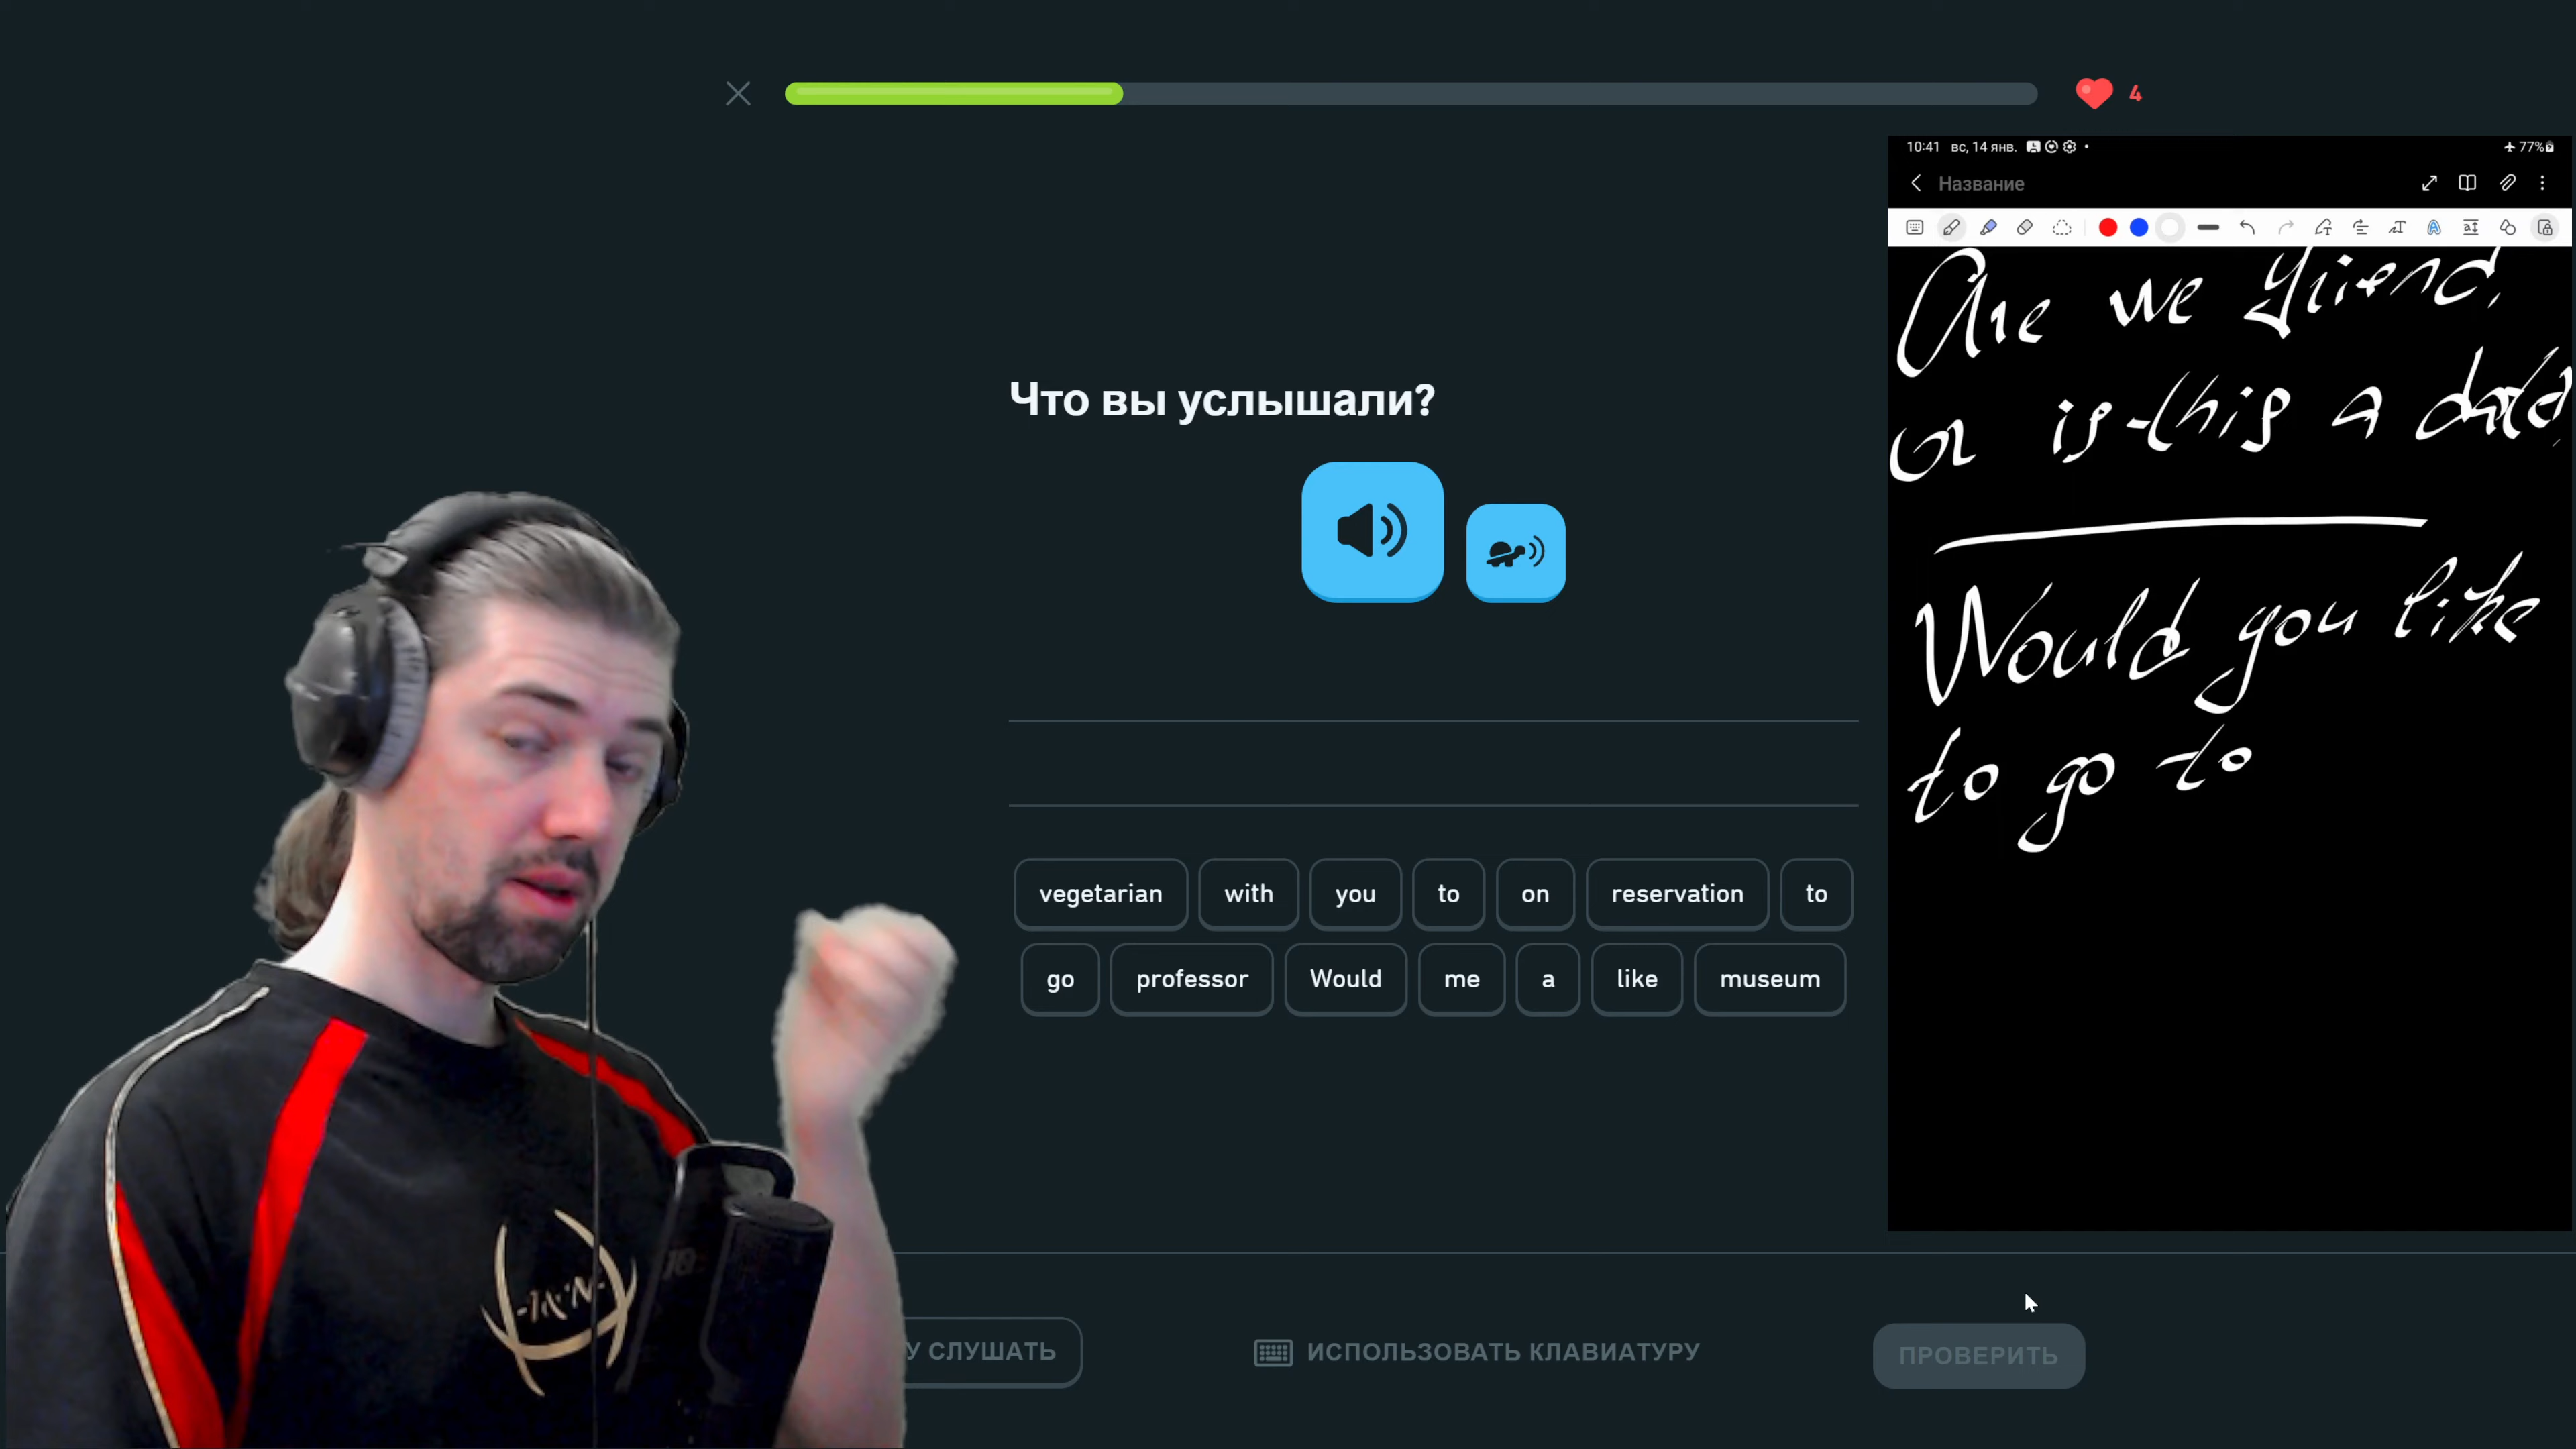 4
10:41 вс, 14 янв. 77%
Название
Are we friend,
or is this a date,
Would you like
to go to
Что вы услышали?
vegetarian with you to on reservation to
go professor Would me a like museum
У СЛУШАТЬ
ИСПОЛЬЗОВАТЬ КЛАВИАТУРУ
ПРОВЕРИТЬ